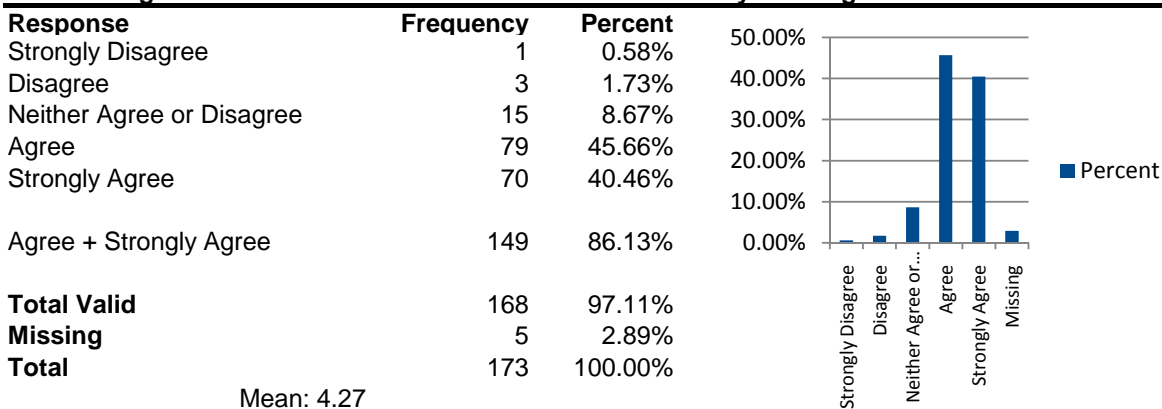 Response Frequency Percent
Strongly Disagree 1 0.58%
Disagree 3 1.73%
Neither Agree or Disagree 15 8.67%
Agree 79 45.66%
Strongly Agree 70 40.46%
Agree + Strongly Agree 149 86.13%
Total Valid 168 97.11%
Missing 5 2.89%
Total 173 100.00%
Mean: 4.27
50.00%
40.00%
30.00%
20.00%
10.00%
0.00%
Strongly Disagree
Disagree
Neither Agree or…
Agree
Strongly Agree
Missing
Percent